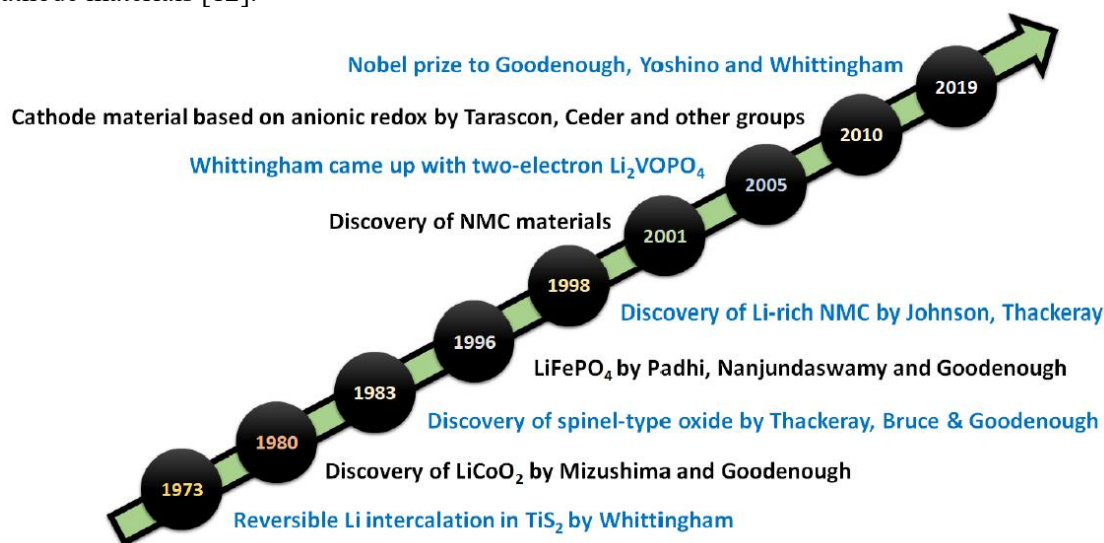 Nobel prize to Goodenough, Yoshino and Whittingham
2019
Cathode material based on anionic redox by Tarascon, Ceder and other groups
2010
Whittingham came up with two-electron Li₂VOPO₄
2005
Discovery of NMC materials
2001
1998
Discovery of Li-rich NMC by Johnson, Thackeray
1996
LiFePO₄ by Padhi, Nanjundaswamy and Goodenough
1983
Discovery of spinel-type oxide by Thackeray, Bruce & Goodenough
1980
Discovery of LiCoO₂ by Mizushima and Goodenough
1973
Reversible Li intercalation in TiS₂ by Whittingham